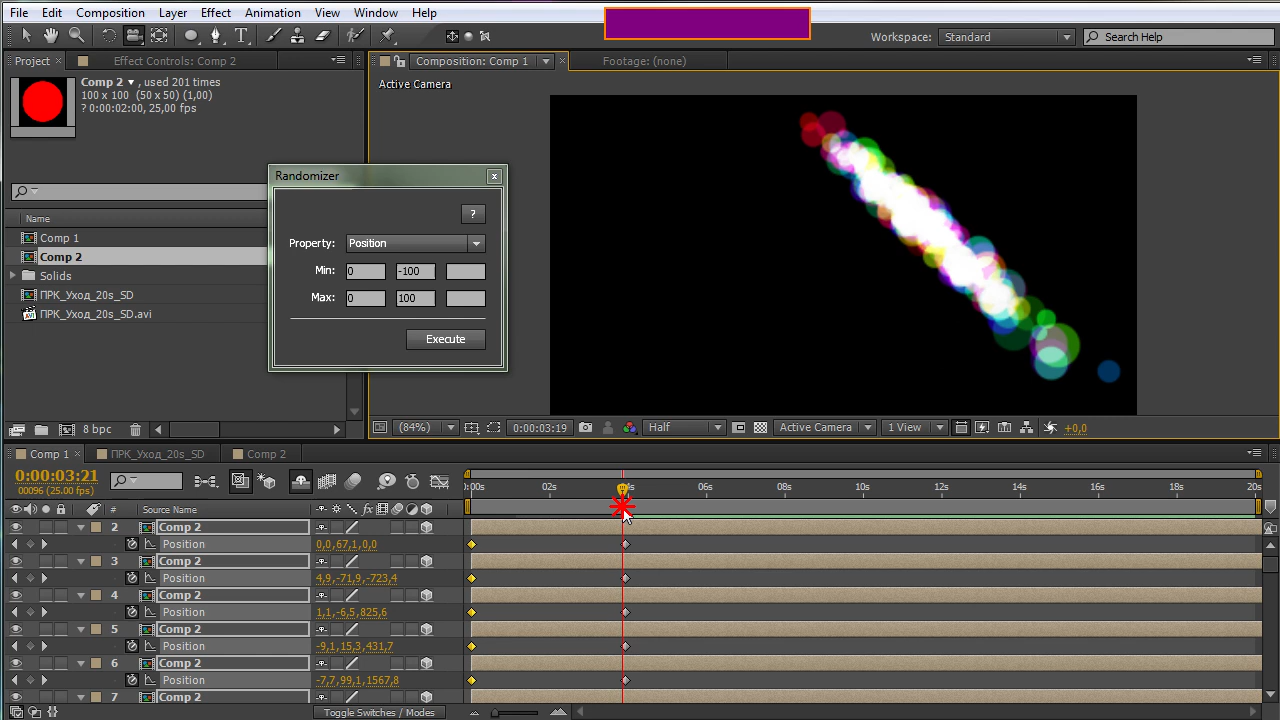 File Edit Composition Layer Effect Animation View Window Help
Workspace: Standard Search Help
Project Effect Controls: Comp 2 Composition: Comp 1 Footage: (none)
Comp 2 , used 201 times
100 x 100 (50 x 50) (1,00)
? 0:00:02:00, 25,00 fps
Active Camera
Randomizer
?
Property: Position
Min: 0 -100
Max: 0 100
Execute
Name
Comp 1
Comp 2
Solids
ПРК_Уход_20s_SD
ПРК_Уход_20s_SD.avi
8 bpc
(84%) 0:00:03:19 Half Active Camera 1 View +0,0
Comp 1 ПРК_Уход_20s_SD Comp 2
0:00:03:21
00096 (25.00 fps)
02s 06s 08s 10s 12s 14s 16s 18s 20s
# Source Name
2 Comp 2
Position 0,0,67,1,0,0
3 Comp 2
Position 4,9,-71,9,-723,4
4 Comp 2
Position 1,1,-6,5,825,6
5 Comp 2
Position -9,1,15,3,431,7
6 Comp 2
Position -7,7,99,1,1567,8
7 Comp 2
Toggle Switches / Modes